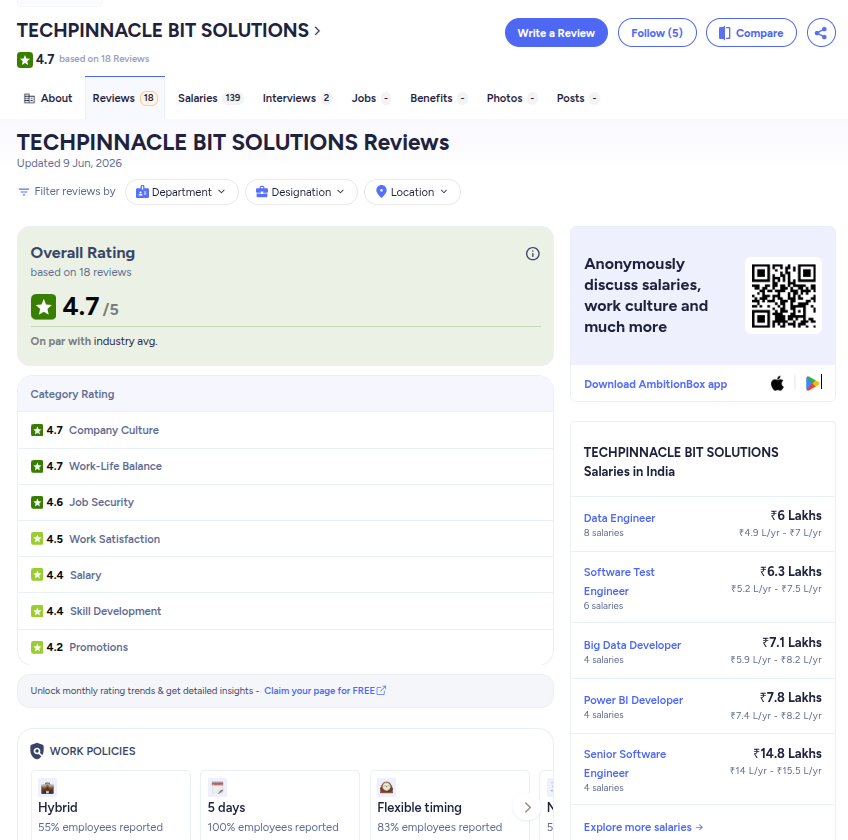 TECHPINNACLE BIT SOLUTIONS
4.7 based on 18 Reviews
Write a Review
Follow (5)
Compare
About
Reviews 18
Salaries 139
Interviews 2
Jobs -
Benefits -
Photos -
Posts -
TECHPINNACLE BIT SOLUTIONS Reviews
Updated 9 Jun, 2026
Filter reviews by
Department
Designation
Location
Overall Rating
based on 18 reviews
4.7 /5
On par with industry avg.
Category Rating
4.7 Company Culture
4.7 Work-Life Balance
4.6 Job Security
4.5 Work Satisfaction
4.4 Salary
4.4 Skill Development
4.2 Promotions
Unlock monthly rating trends & get detailed insights - Claim your page for FREE
WORK POLICIES
Hybrid
55% employees reported
5 days
100% employees reported
Flexible timing
83% employees reported
Anonymously
discuss salaries,
work culture and
much more
Download AmbitionBox app
TECHPINNACLE BIT SOLUTIONS
Salaries in India
Data Engineer
8 salaries
₹6 Lakhs
₹4.9 L/yr - ₹7 L/yr
Software Test
Engineer
6 salaries
₹6.3 Lakhs
₹5.2 L/yr - ₹7.5 L/yr
Big Data Developer
4 salaries
₹7.1 Lakhs
₹5.9 L/yr - ₹8.2 L/yr
Power BI Developer
4 salaries
₹7.8 Lakhs
₹7.4 L/yr - ₹8.2 L/yr
Senior Software
Engineer
4 salaries
₹14.8 Lakhs
₹14 L/yr - ₹15.5 L/yr
Explore more salaries →